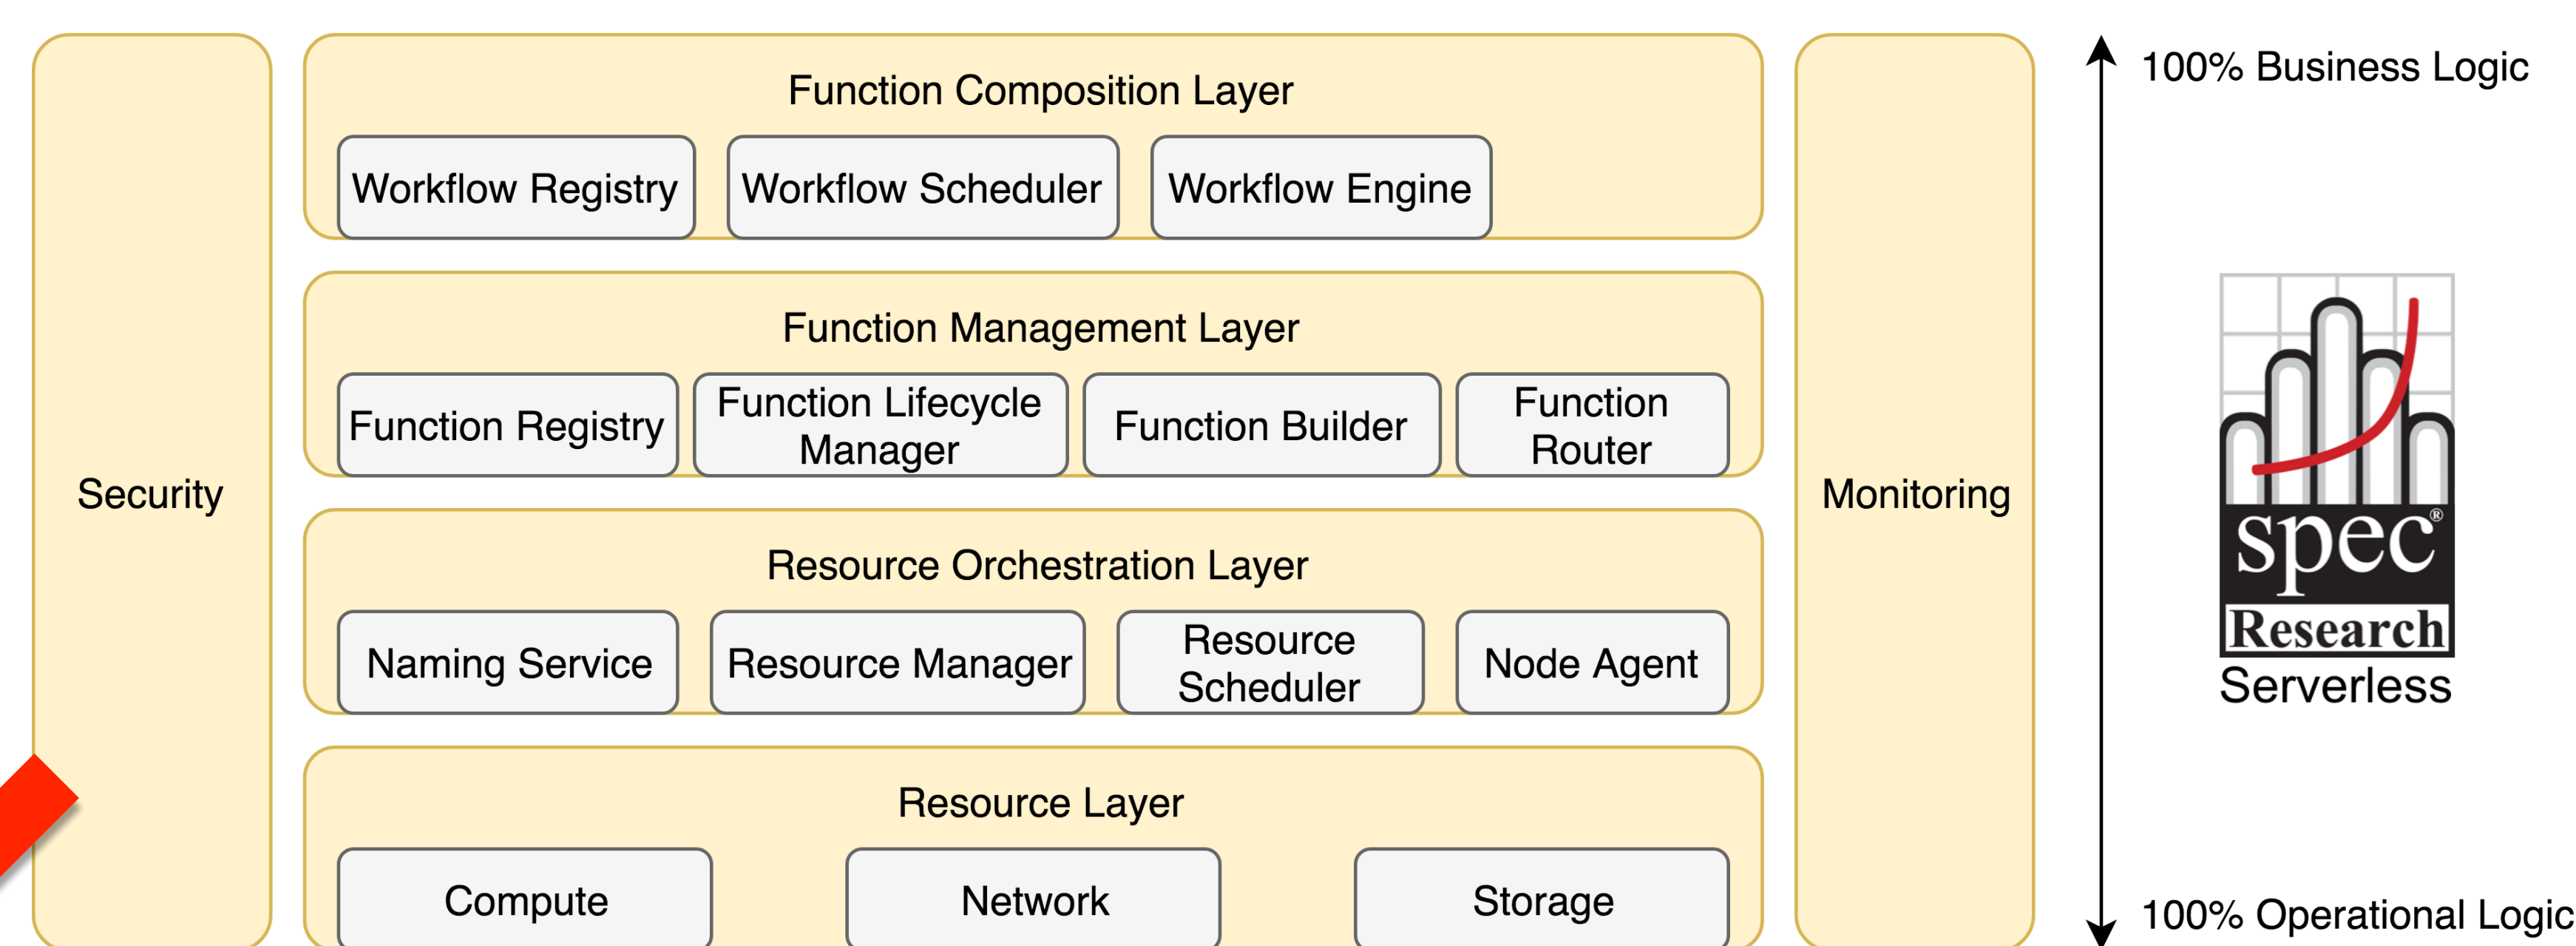 Function Composition Layer
Workflow Registry
Workflow Scheduler
Workflow Engine
Function Management Layer
Function Registry
Function Lifecycle
Manager
Function Builder
Function
Router
Resource Orchestration Layer
Naming Service
Resource Manager
Resource
Scheduler
Node Agent
Resource Layer
Compute
Network
Storage
Security
Monitoring
100% Business Logic
spec®
Research
Serverless
100% Operational Logic